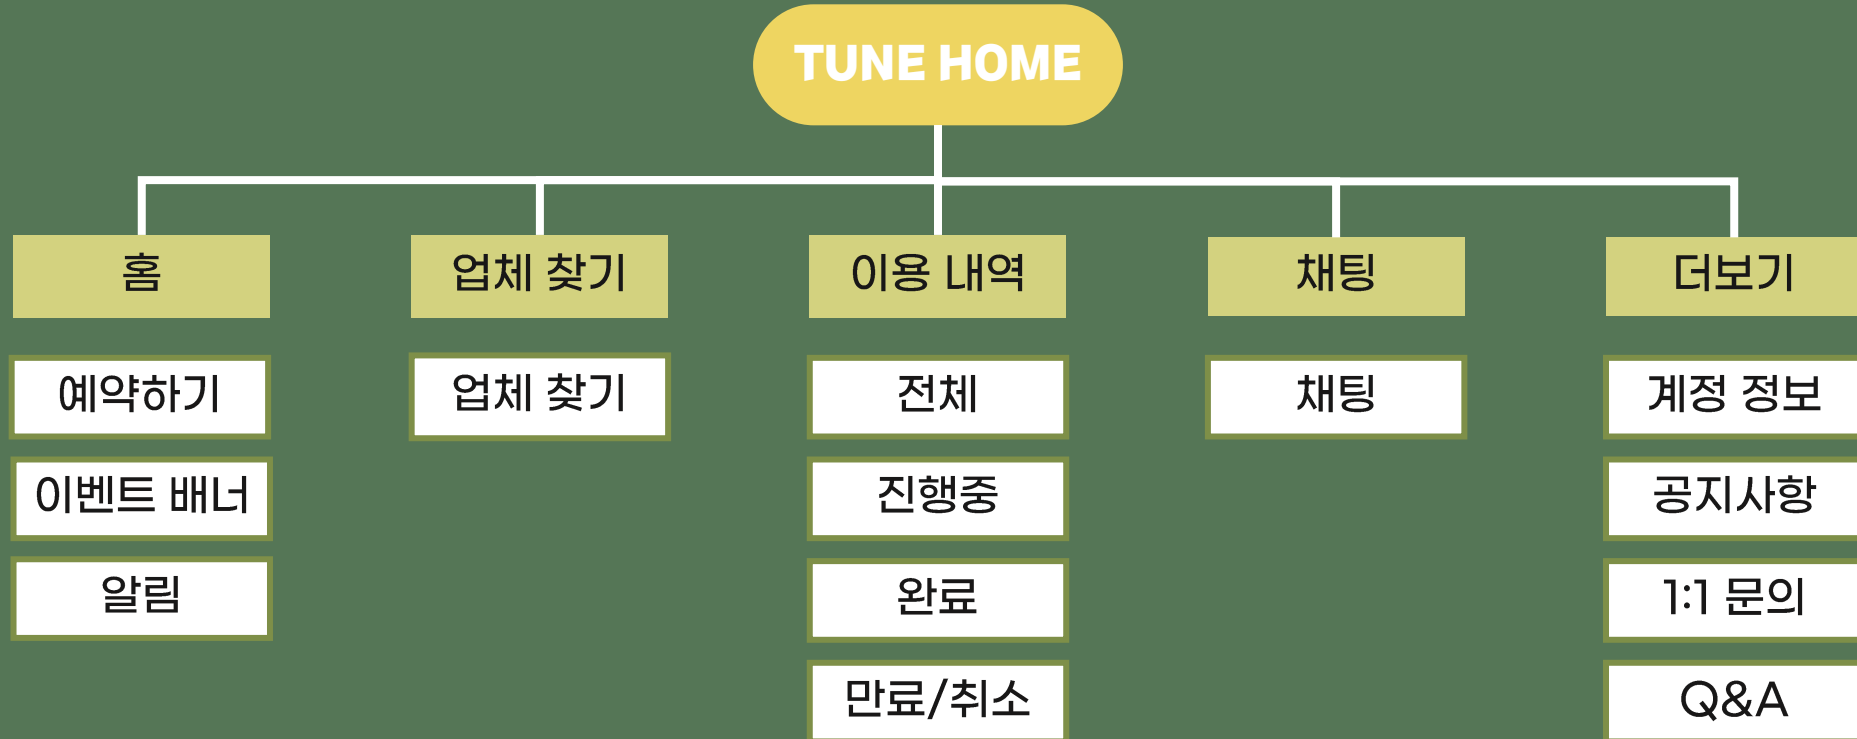 TUNE HOME
홈
업체 찾기
이용 내역
채팅
더보기
예약하기
업체 찾기
전체
채팅
계정 정보
이벤트 배너
진행중
공지사항
알림
완료
1:1 문의
만료/취소
Q&A